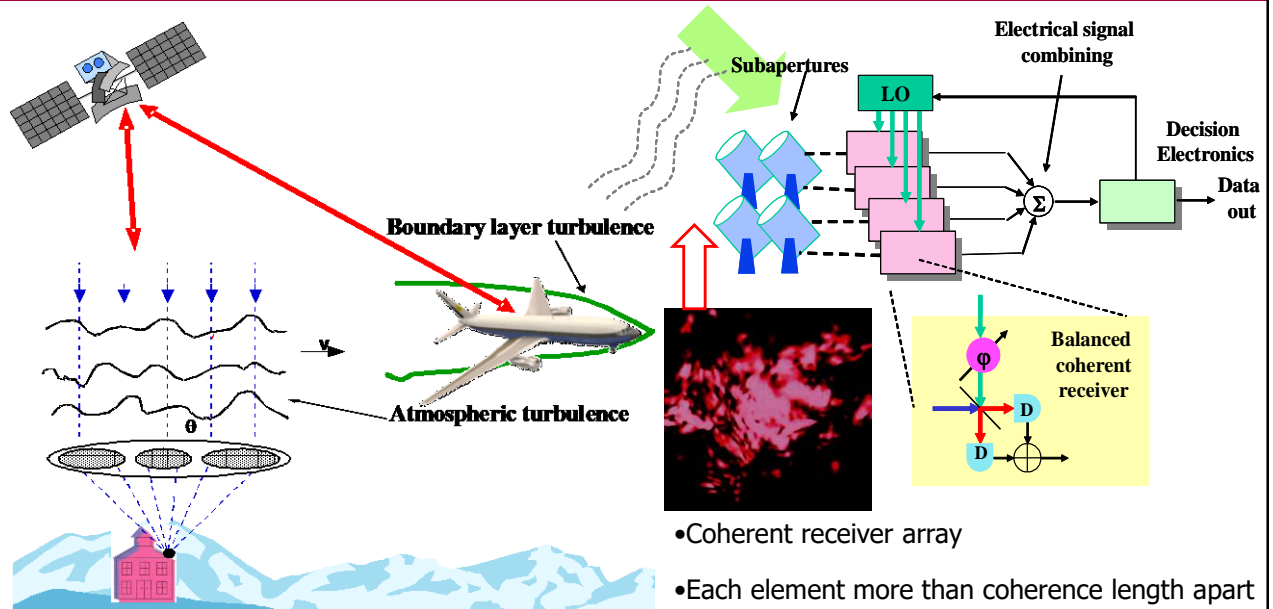 Electrical signal
combining
Subapertures
LO
Decision
Electronics
Data
out
Σ
Boundary layer turbulence
v
Atmospheric turbulence
θ
φ
Balanced
coherent
receiver
D
D
•Coherent receiver array
•Each element more than coherence length apart